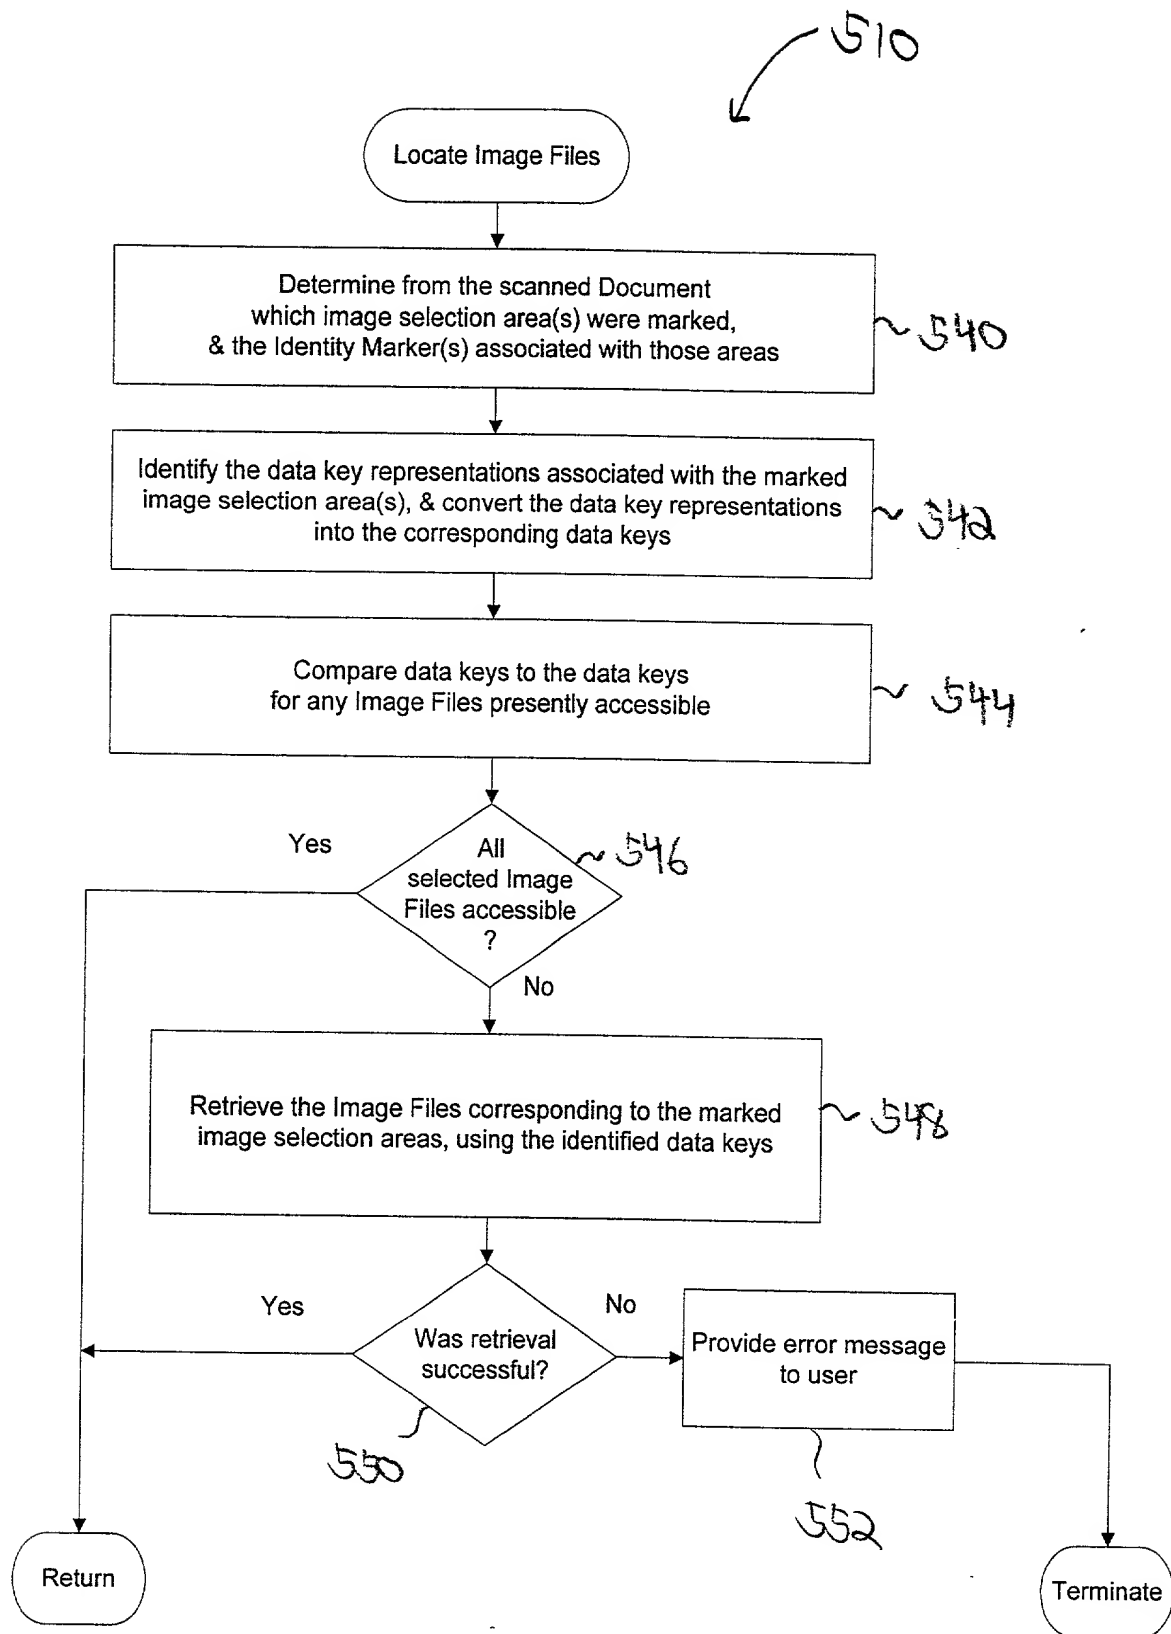 510
Locate Image Files
Determine from the scanned Document
which image selection area(s) were marked,
& the Identity Marker(s) associated with those areas
540
Identify the data key representations associated with the marked
image selection area(s), & convert the data key representations
into the corresponding data keys
542
Compare data keys to the data keys
for any Image Files presently accessible
544
Yes
All
selected Image
Files accessible
?
546
No
Retrieve the Image Files corresponding to the marked
image selection areas, using the identified data keys
548
Yes
Was retrieval
successful?
No
Provide error message
to user
550
552
Return
Terminate